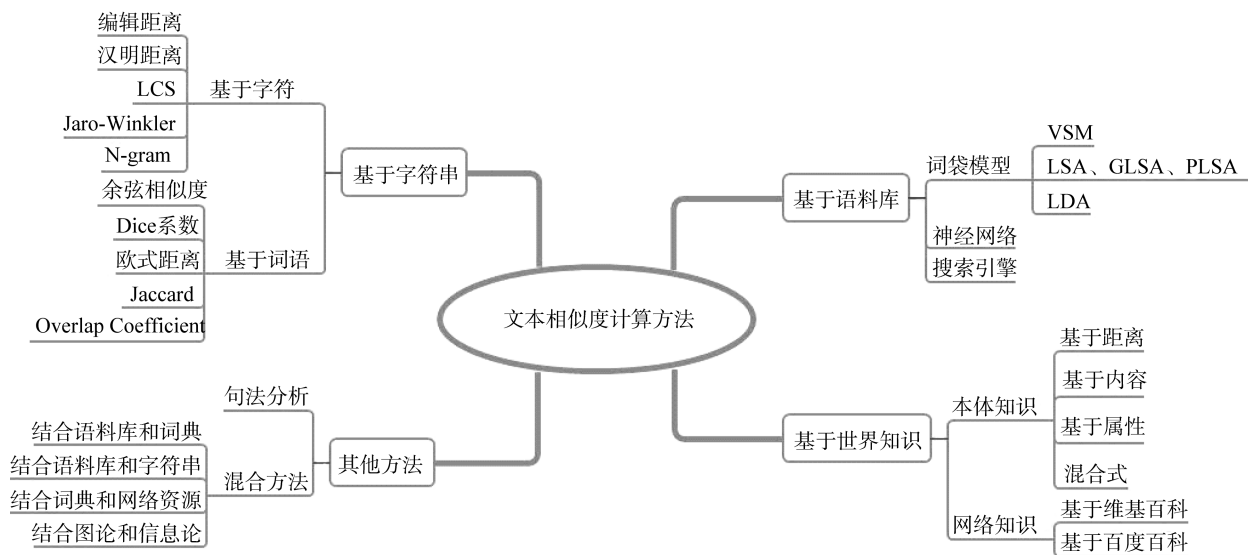 编辑距离
汉明距离
LCS
Jaro-Winkler
N-gram
基于字符
余弦相似度
Dice系数
欧式距离
Jaccard
Overlap Coefficient
基于词语
基于字符串
文本相似度计算方法
基于语料库
词袋模型
VSM
LSA、GLSA、PLSA
LDA
神经网络
搜索引擎
基于世界知识
本体知识
基于距离
基于内容
基于属性
混合式
网络知识
基于维基百科
基于百度百科
其他方法
句法分析
混合方法
结合语料库和词典
结合语料库和字符串
结合词典和网络资源
结合图论和信息论